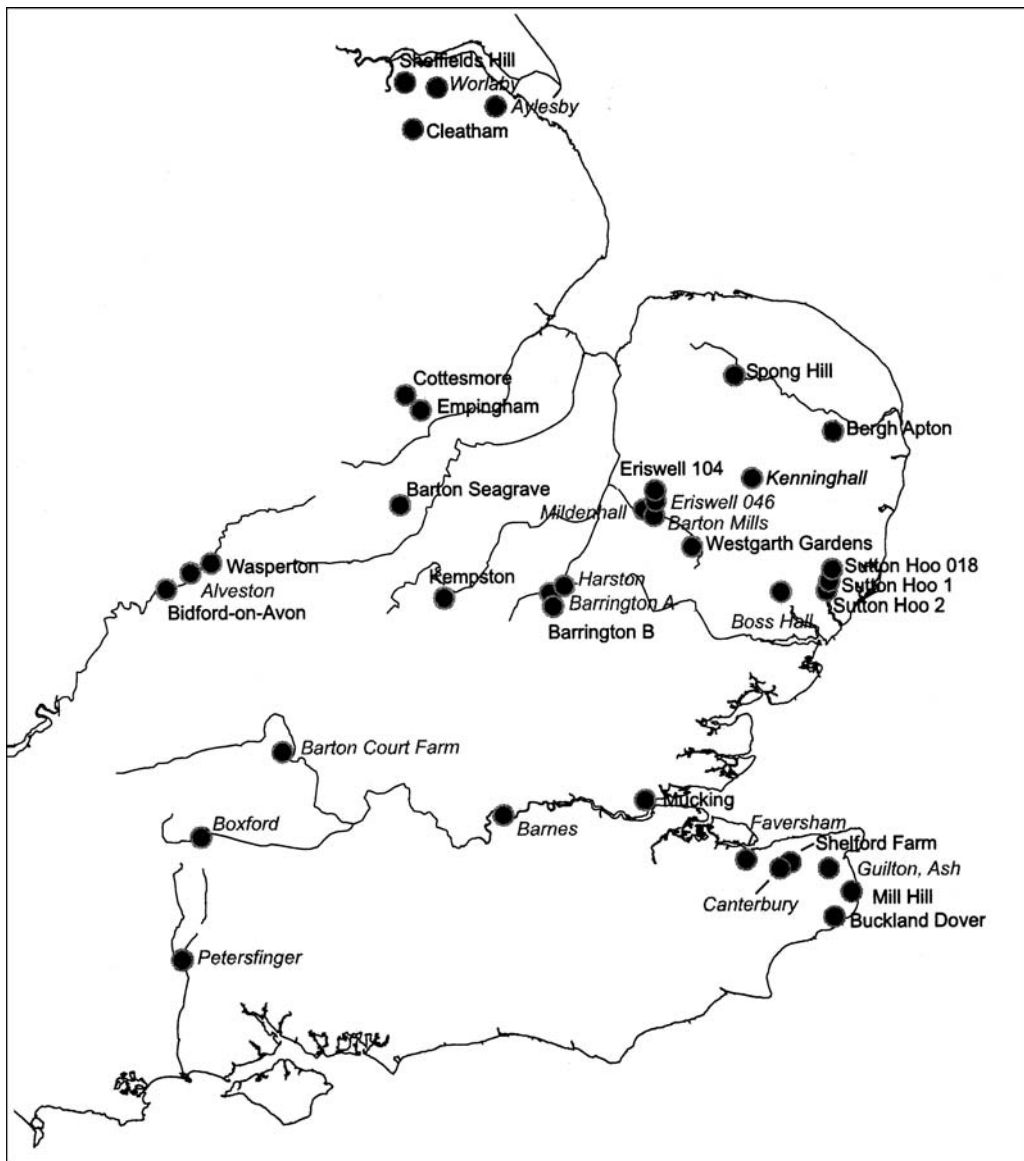 Sheffields Hill
Worlaby
Aylesby
Cleatham
Cottesmore
Empingham
Spong Hill
Bergh Apton
Eriswell 104
Kenninghall
Barton Seagrave
Eriswell 046
Mildenhall
Barton Mills
Westgarth Gardens
Wasperton
Alveston
Bidford-on-Avon
Kempston
Harston
Barrington A
Barrington B
Sutton Hoo 018
Sutton Hoo 1
Sutton Hoo 2
Boss Hall
Barton Court Farm
Mucking
Barnes
Boxford
Faversham
Shelford Farm
Guilton, Ash
Canterbury
Mill Hill
Buckland Dover
Petersfinger